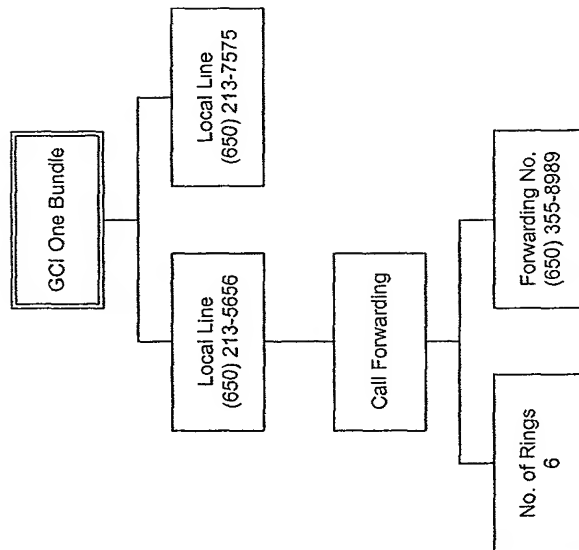 GCI One Bundle
Local Line
(650) 213-5656
Local Line
(650) 213-7575
Call Forwarding
No. of Rings
6
Forwarding No.
(650) 355-8989